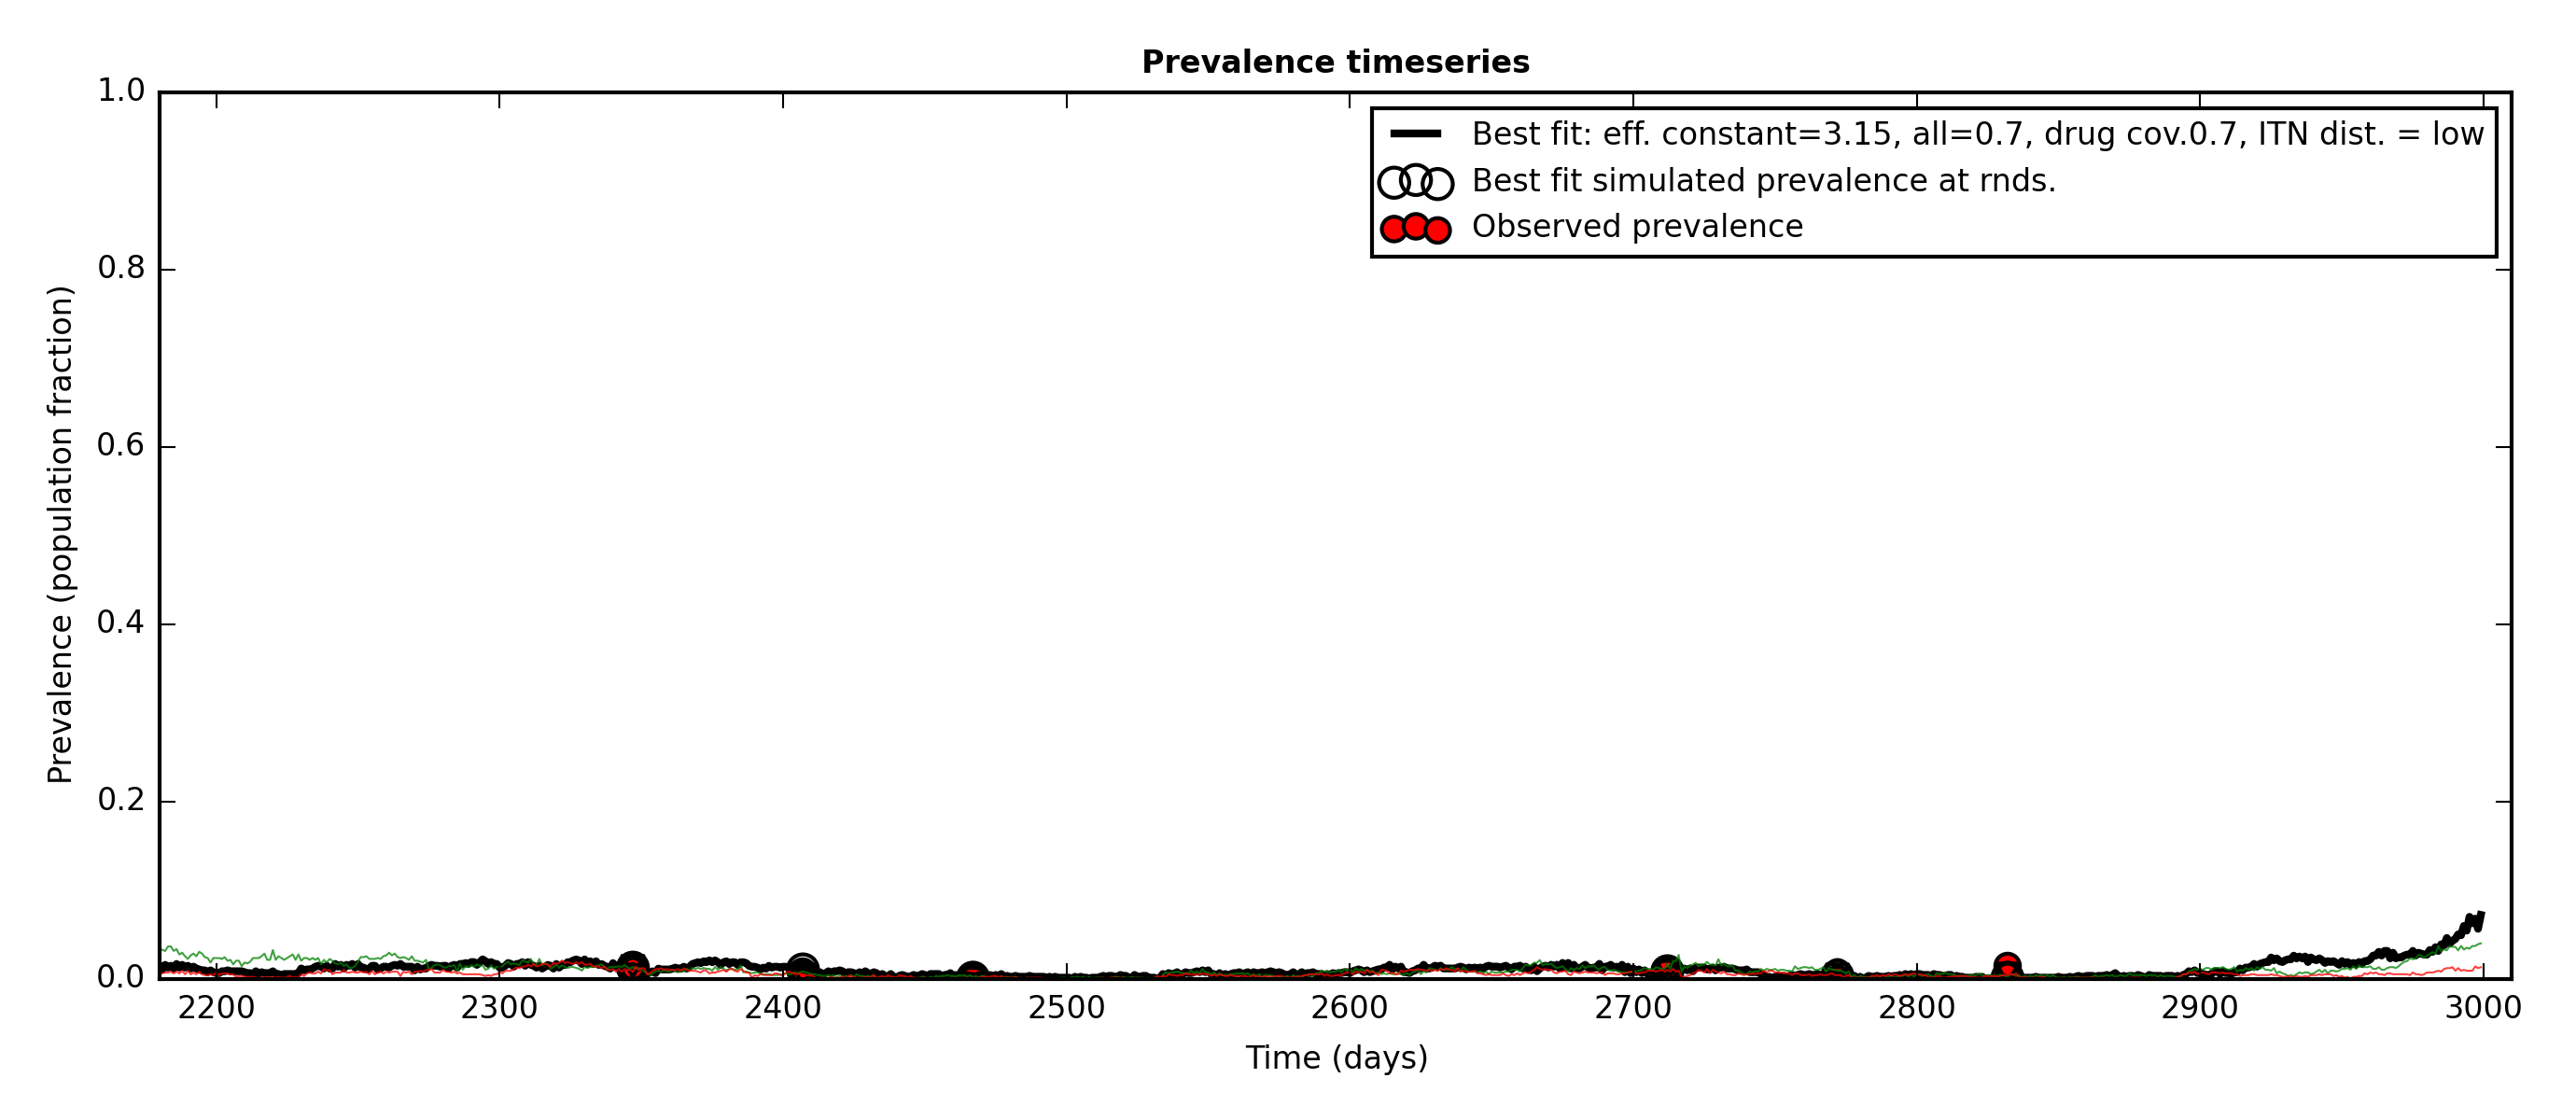 Prevalence timeseries
1.0
0.8
0.6
0.4
0.2
0.0
Prevalence (population fraction)
Best fit: eff. constant=3.15, all=0.7, drug cov.0.7, ITN dist. = low
Best fit simulated prevalence at rnds.
Observed prevalence
2200 2300 2400 2500 2600 2700 2800 2900 3000
Time (days)